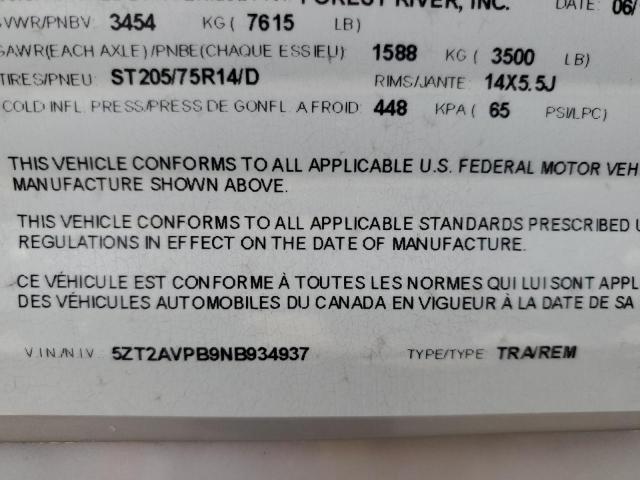 FOREST RIVER, INC. DATE: 06/
GVWR/PNBV: 3454 KG ( 7615 LB)
GAWR(EACH AXLE)/PNBE(CHAQUE ESSIEU): 1588 KG ( 3500 LB)
TIRES/PNEU: ST205/75R14/D RIMS/JANTE: 14X5.5J
COLD INFL. PRESS/PRESS DE GONFL. A FROID: 448 KPA ( 65 PSI/LPC)
THIS VEHICLE CONFORMS TO ALL APPLICABLE U.S. FEDERAL MOTOR VEH
MANUFACTURE SHOWN ABOVE.
THIS VEHICLE CONFORMS TO ALL APPLICABLE STANDARDS PRESCRIBED U
REGULATIONS IN EFFECT ON THE DATE OF MANUFACTURE.
CE VÉHICULE EST CONFORME À TOUTES LES NORMES QUI LUI SONT APPL
DES VÉHICULES AUTOMOBILES DU CANADA EN VIGUEUR À LA DATE DE SA
V.I.N./N.I.V. 5ZT2AVPB9NB934937 TYPE/TYPE TRA/REM